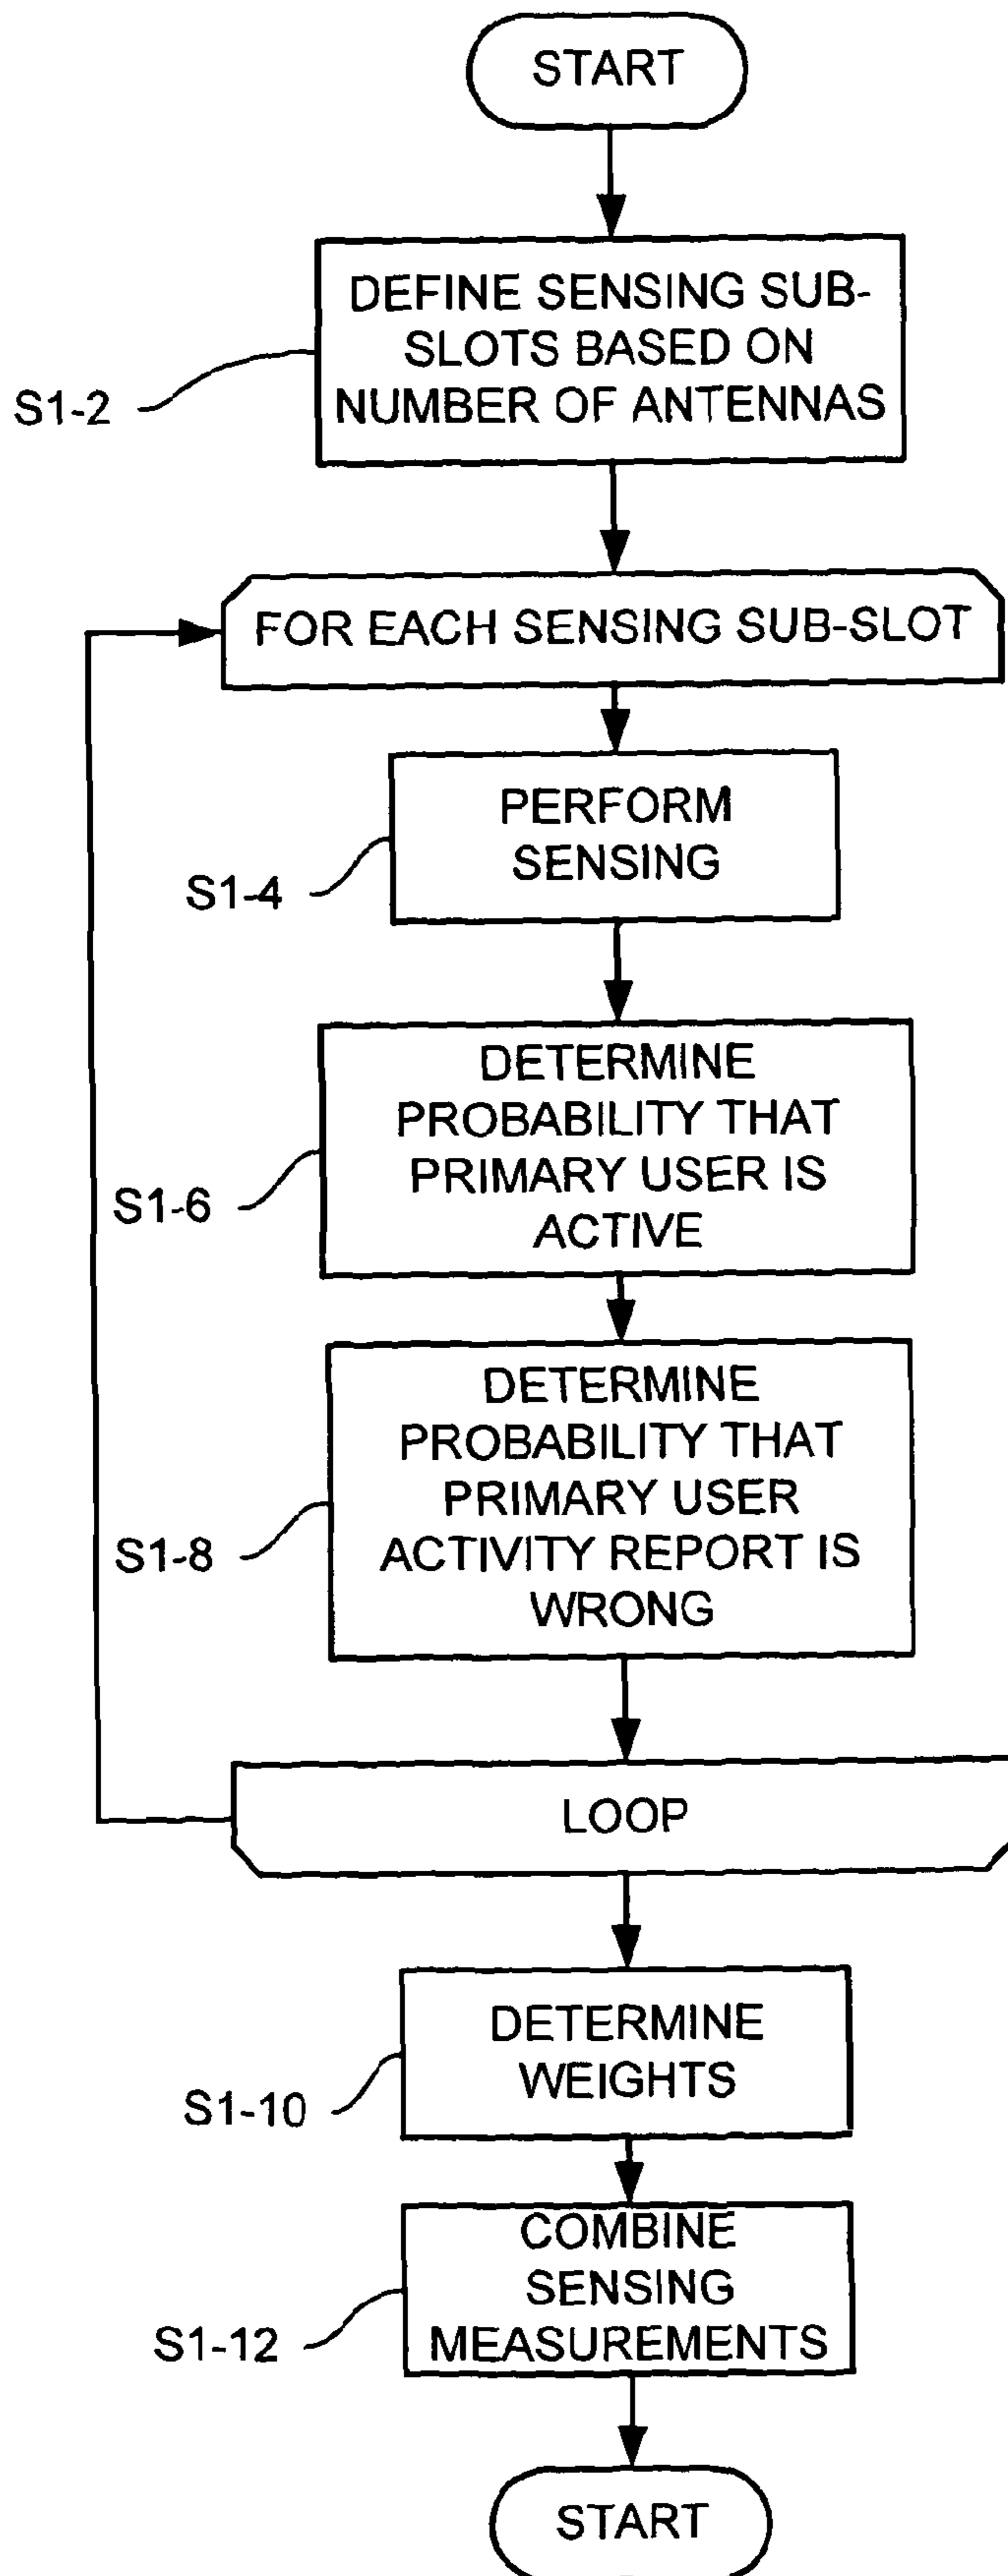 START
DEFINE SENSING SUB-
SLOTS BASED ON
NUMBER OF ANTENNAS
S1-2
FOR EACH SENSING SUB-SLOT
PERFORM
SENSING
S1-4
DETERMINE
PROBABILITY THAT
PRIMARY USER IS
ACTIVE
S1-6
DETERMINE
PROBABILITY THAT
PRIMARY USER
ACTIVITY REPORT IS
WRONG
S1-8
LOOP
DETERMINE
WEIGHTS
S1-10
COMBINE
SENSING
MEASUREMENTS
S1-12
START